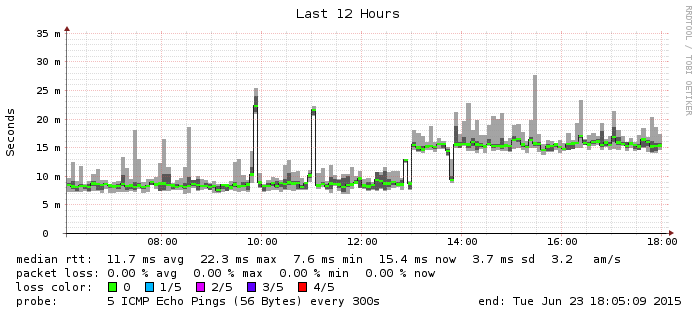 Last 12 Hours
RRDTOOL / TOBI OETIKER
Seconds
35 m
30 m
25 m
20 m
15 m
10 m
5 m
0
08:00 10:00 12:00 14:00 16:00 18:00
median rtt: 11.7 ms avg 22.3 ms max 7.6 ms min 15.4 ms now 3.7 ms sd 3.2 am/s
packet loss: 0.00 % avg 0.00 % max 0.00 % min 0.00 % now
loss color: 0 1/5 2/5 3/5 4/5
probe: 5 ICMP Echo Pings (56 Bytes) every 300s end: Tue Jun 23 18:05:09 2015